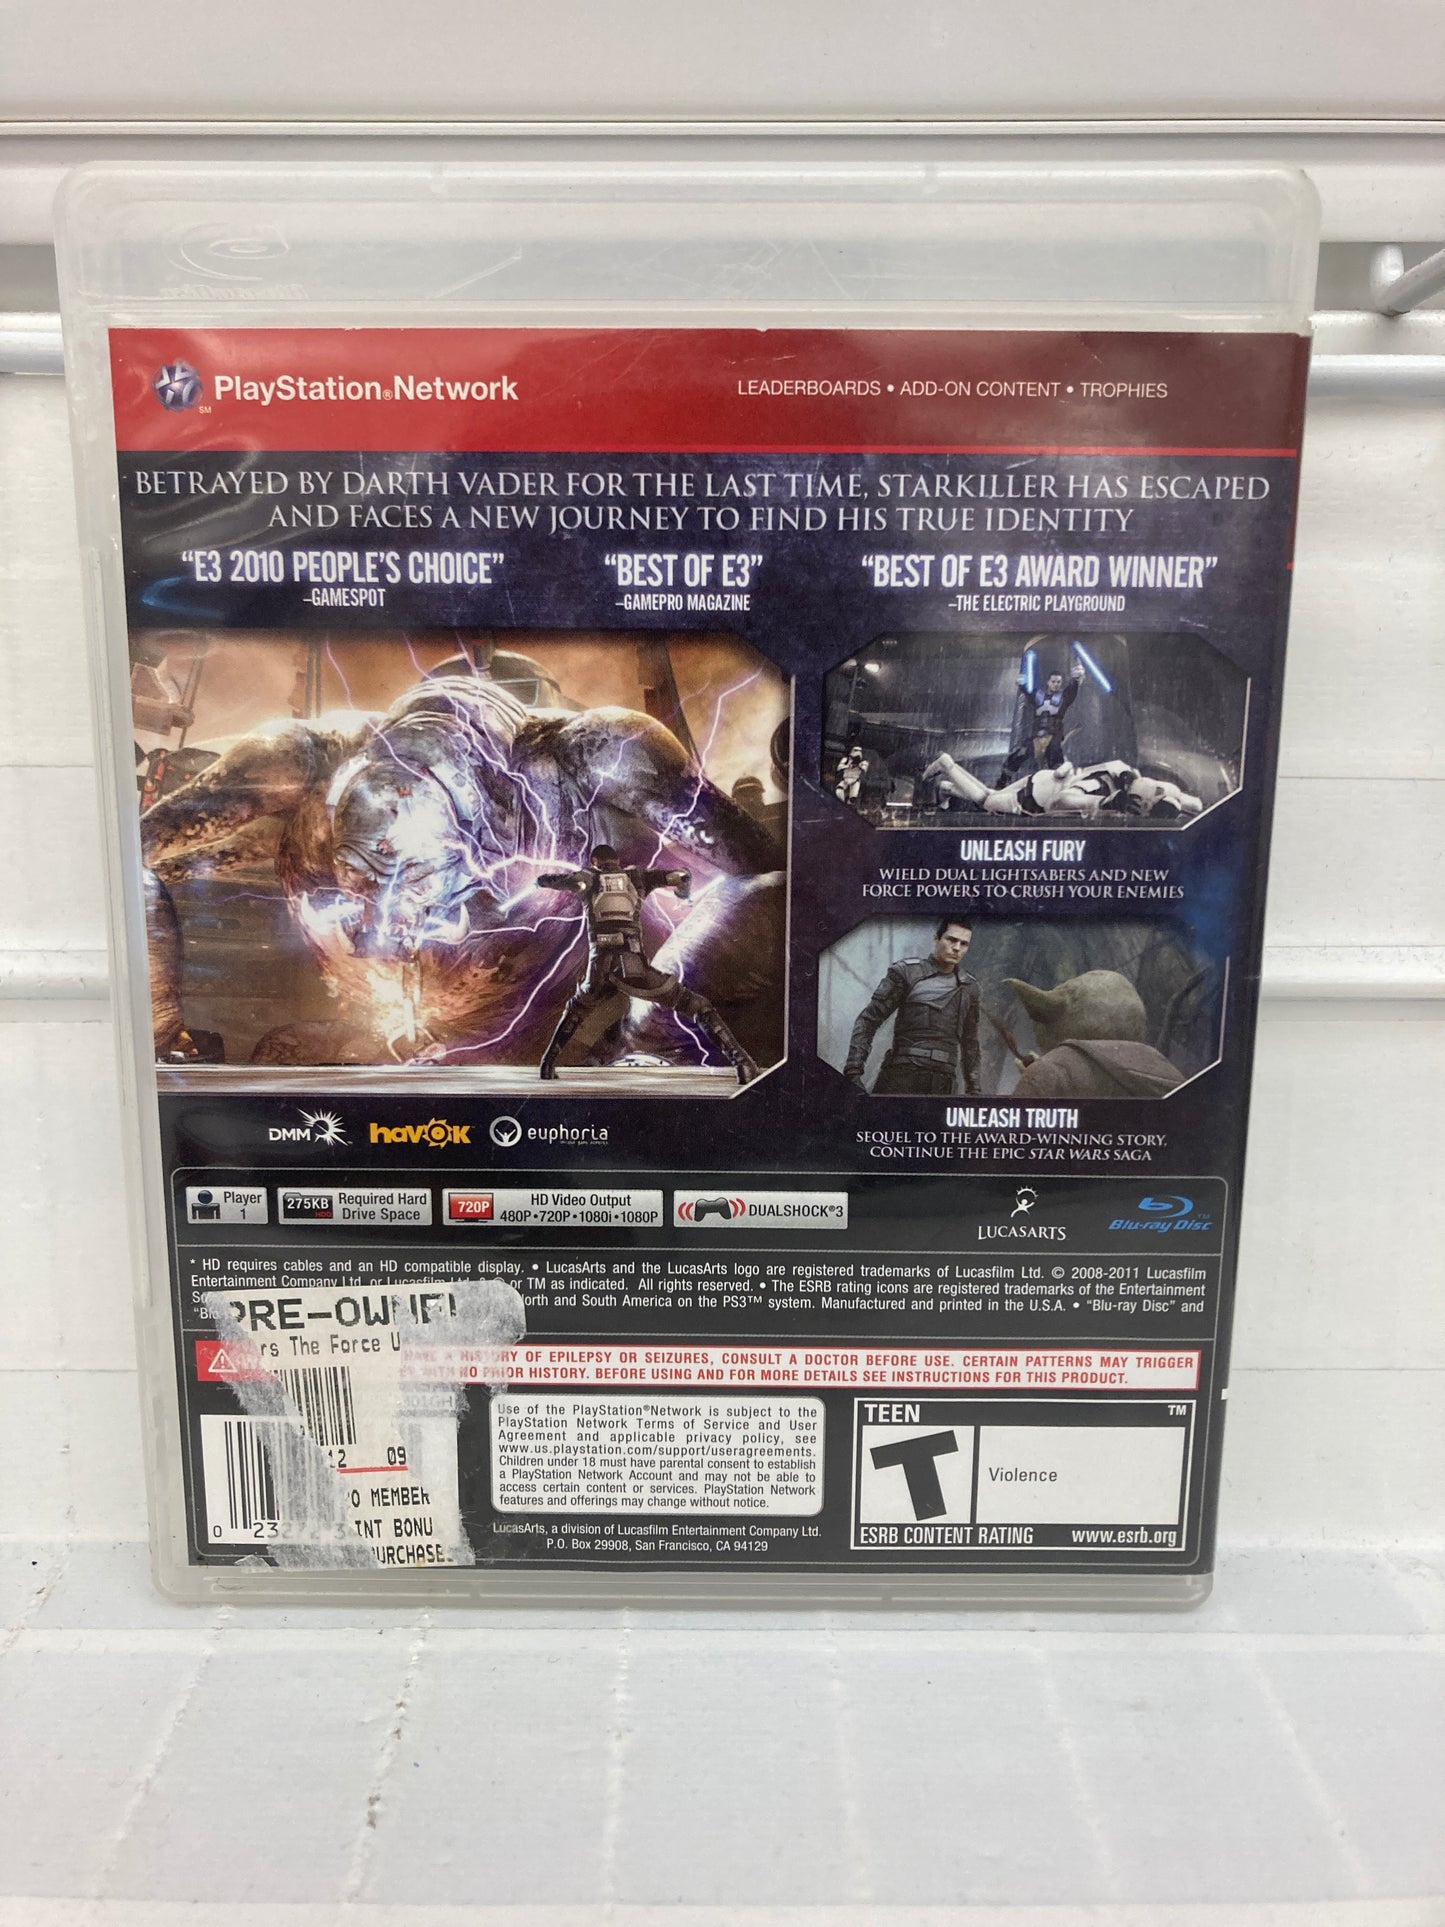 PlayStation®Network
SM
LEADERBOARDS • ADD-ON CONTENT • TROPHIES
BETRAYED BY DARTH VADER FOR THE LAST TIME, STARKILLER HAS ESCAPED
AND FACES A NEW JOURNEY TO FIND HIS TRUE IDENTITY
“E3 2010 PEOPLE’S CHOICE”
–GAMESPOT
“BEST OF E3”
–GAMEPRO MAGAZINE
“BEST OF E3 AWARD WINNER”
–THE ELECTRIC PLAYGROUND
UNLEASH FURY
WIELD DUAL LIGHTSABERS AND NEW
FORCE POWERS TO CRUSH YOUR ENEMIES
UNLEASH TRUTH
SEQUEL TO THE AWARD-WINNING STORY,
CONTINUE THE EPIC STAR WARS SAGA
DMM
havok
euphoria
Player
1
275KB
HDD
Required Hard
Drive Space
720P
HD Video Output
480P•720P•1080i•1080P
DUALSHOCK®3
LUCASARTS
Blu-ray Disc™
* HD requires cables and an HD compatible display. • LucasArts and the LucasArts logo are registered trademarks of Lucasfilm Ltd. © 2008-2011 Lucasfilm
Entertainment Company Ltd. or Lucasfilm Ltd. & ® or TM as indicated. All rights reserved. • The ESRB rating icons are registered trademarks of the Entertainment
and South America on the PS3™ system. Manufactured and printed in the U.S.A. • “Blu-ray Disc” and
PRE-OWNED
rs The Force U
HAVE A HISTORY OF EPILEPSY OR SEIZURES, CONSULT A DOCTOR BEFORE USE. CERTAIN PATTERNS MAY TRIGGER
WITH NO PRIOR HISTORY. BEFORE USING AND FOR MORE DETAILS SEE INSTRUCTIONS FOR THIS PRODUCT.
12 09
O MEMBER
INT BONU
URCHASE
0
Use of the PlayStation®Network is subject to the
PlayStation Network Terms of Service and User
Agreement and applicable privacy policy, see
www.us.playstation.com/support/useragreements.
Children under 18 must have parental consent to establish
a PlayStation Network Account and may not be able to
access certain content or services. PlayStation Network
features and offerings may change without notice.
LucasArts, a division of Lucasfilm Entertainment Company Ltd.
P.O. Box 29908, San Francisco, CA 94129
TEEN
TM
T
Violence
ESRB CONTENT RATING
www.esrb.org